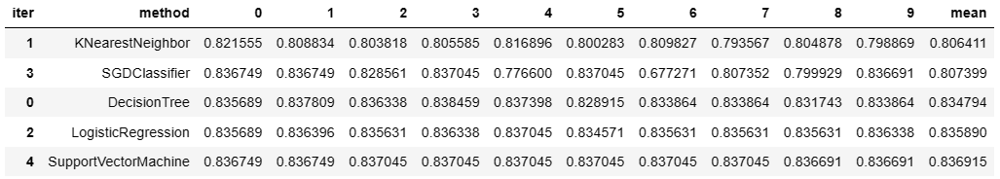 iter method 0 1 2 3 4 5 6 7 8 9 mean
1 KNearestNeighbor 0.821555 0.808834 0.803818 0.805585 0.816896 0.800283 0.809827 0.793567 0.804878 0.798869 0.806411
3 SGDClassifier 0.836749 0.836749 0.828561 0.837045 0.776600 0.837045 0.677271 0.807352 0.799929 0.836691 0.807399
0 DecisionTree 0.835689 0.837809 0.836338 0.838459 0.837398 0.828915 0.833864 0.833864 0.831743 0.833864 0.834794
2 LogisticRegression 0.835689 0.836396 0.835631 0.836338 0.837045 0.834571 0.835631 0.835631 0.835631 0.836338 0.835890
4 SupportVectorMachine 0.836749 0.836749 0.837045 0.837045 0.837045 0.837045 0.837045 0.837045 0.836691 0.836691 0.836915